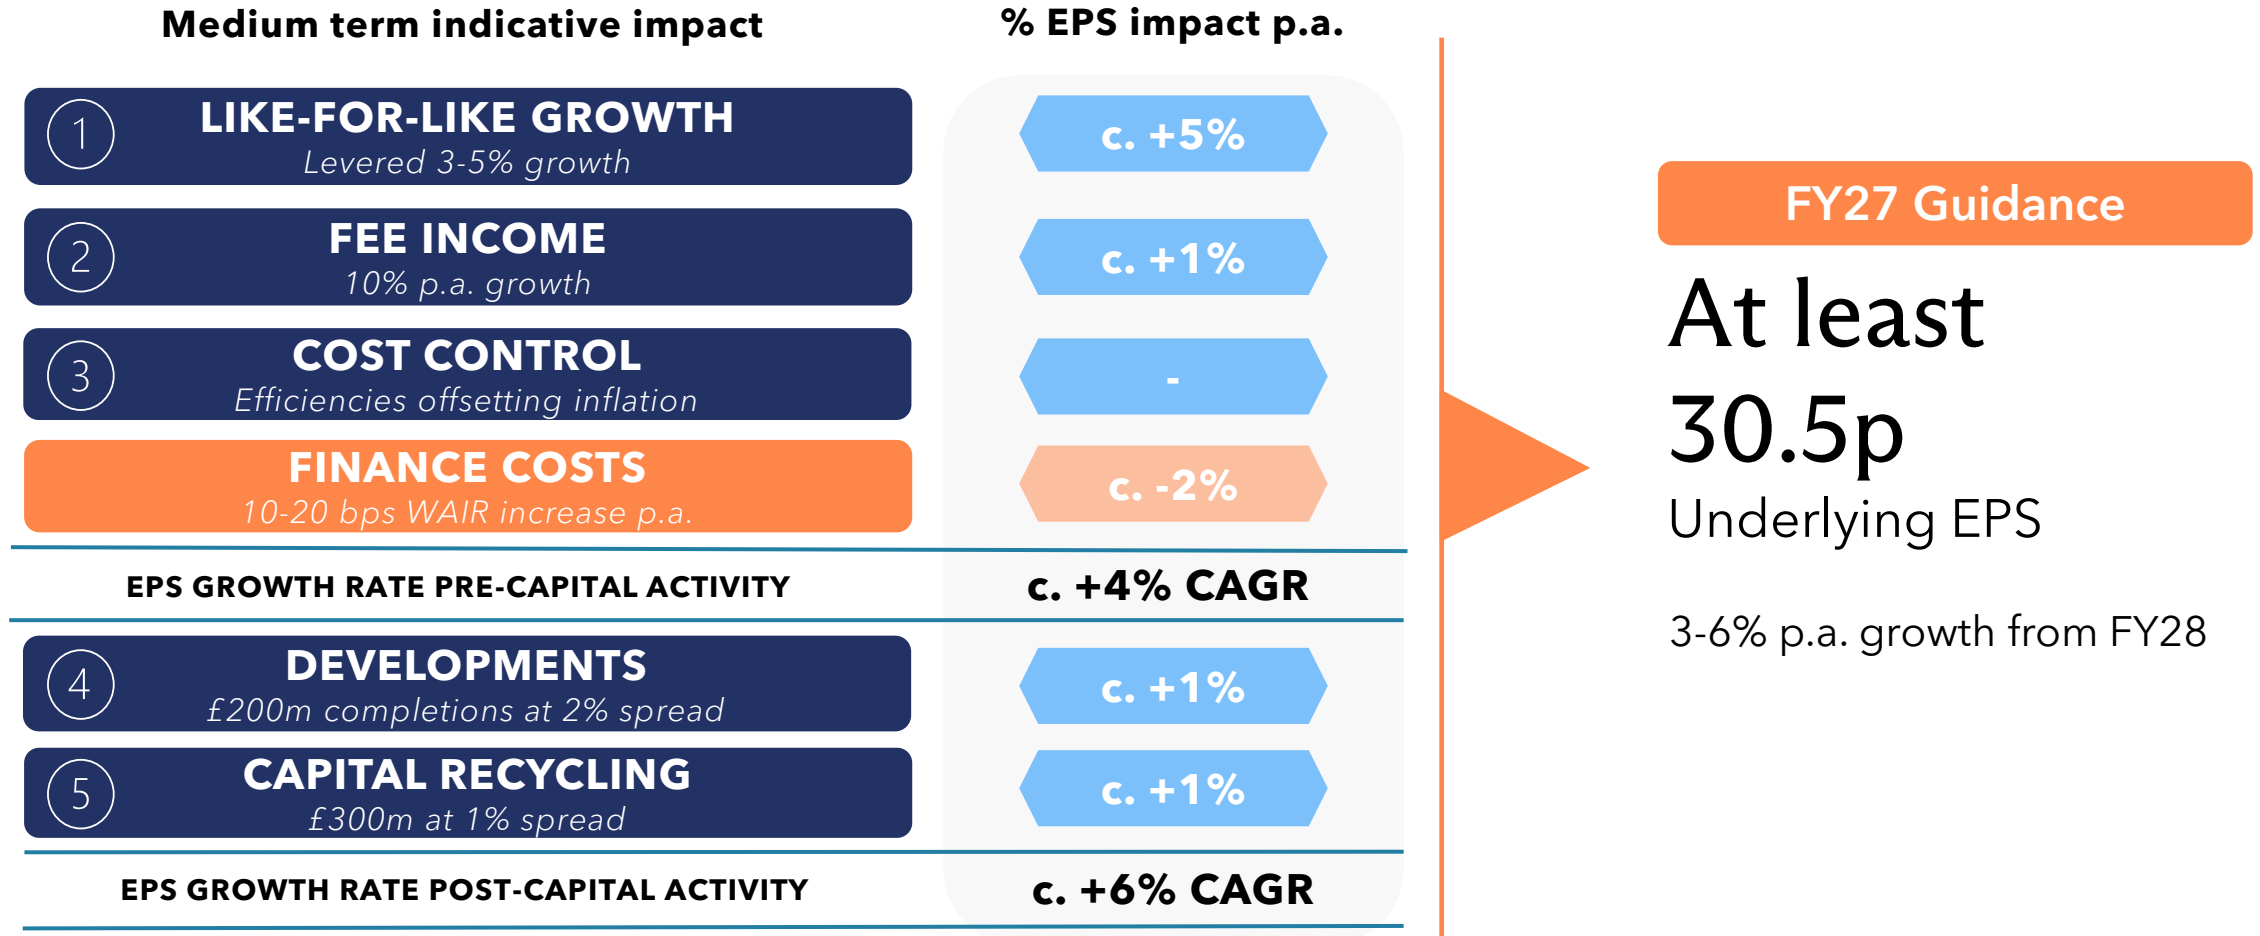 Medium term indicative impact
% EPS impact p.a.
1
LIKE-FOR-LIKE GROWTH
Levered 3-5% growth
c. +5%
2
FEE INCOME
10% p.a. growth
c. +1%
3
COST CONTROL
Efficiencies offsetting inflation
-
FINANCE COSTS
10-20 bps WAIR increase p.a.
c. -2%
EPS GROWTH RATE PRE-CAPITAL ACTIVITY
c. +4% CAGR
4
DEVELOPMENTS
£200m completions at 2% spread
c. +1%
5
CAPITAL RECYCLING
£300m at 1% spread
c. +1%
EPS GROWTH RATE POST-CAPITAL ACTIVITY
c. +6% CAGR
FY27 Guidance
At least
30.5p
Underlying EPS
3-6% p.a. growth from FY28